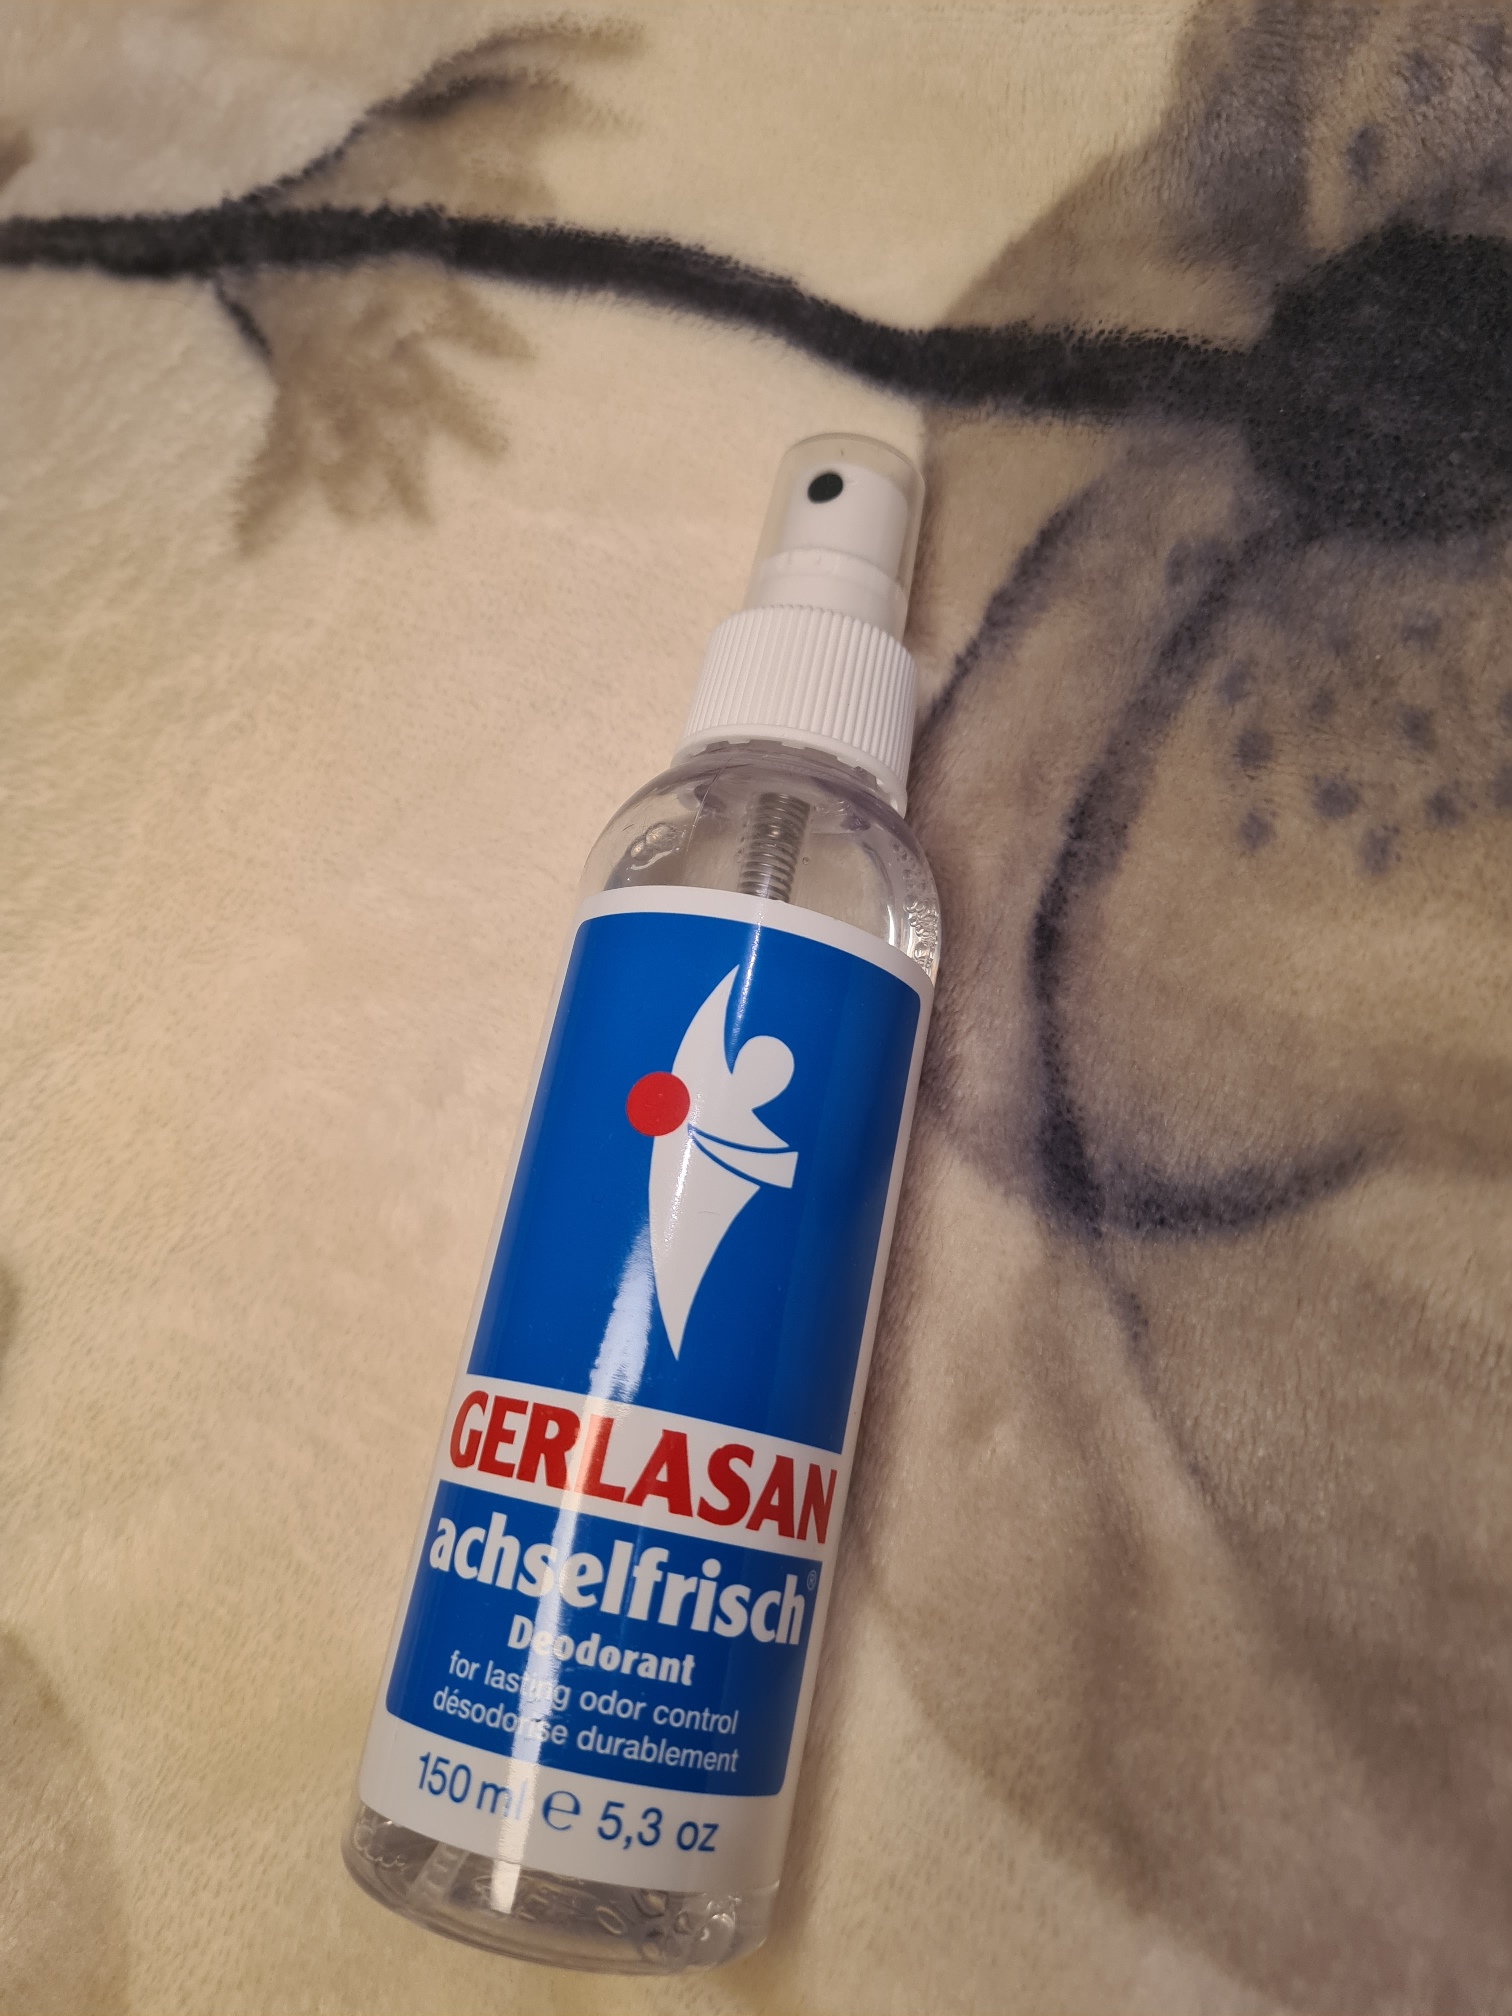 GERLASAN
achselfrisch®
Deodorant
for lasting odor control
désodorise durablement
150 ml ℮ 5,3 oz